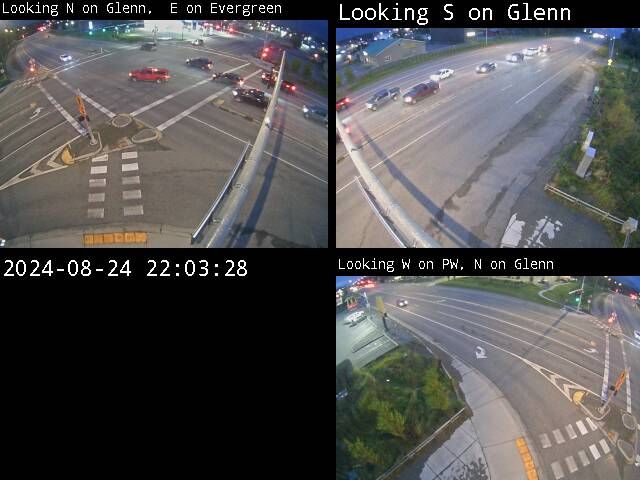 Looking N on Glenn,  E on Evergreen
Looking S on Glenn
2024-08-24 22:03:28
Looking W on PW, N on Glenn